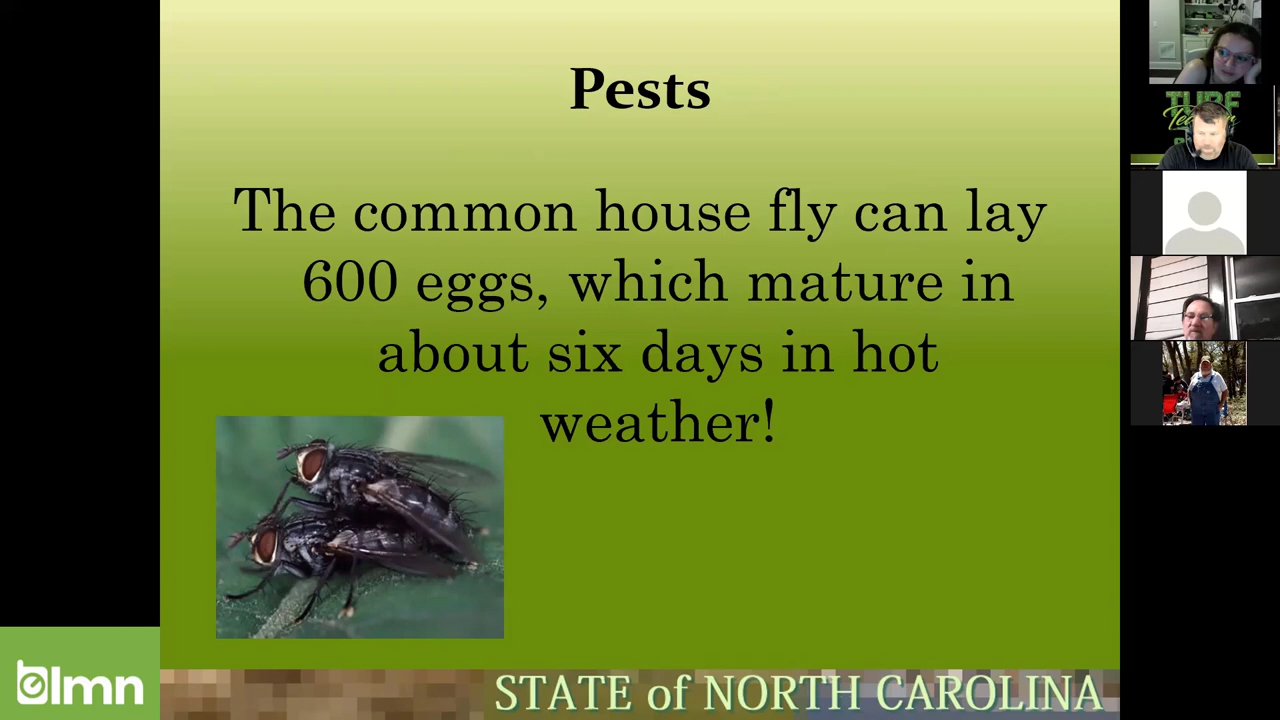 Pests
The common house fly can lay
600 eggs, which mature in
about six days in hot
weather!
TURF
lmn
STATE of NORTH CAROLINA